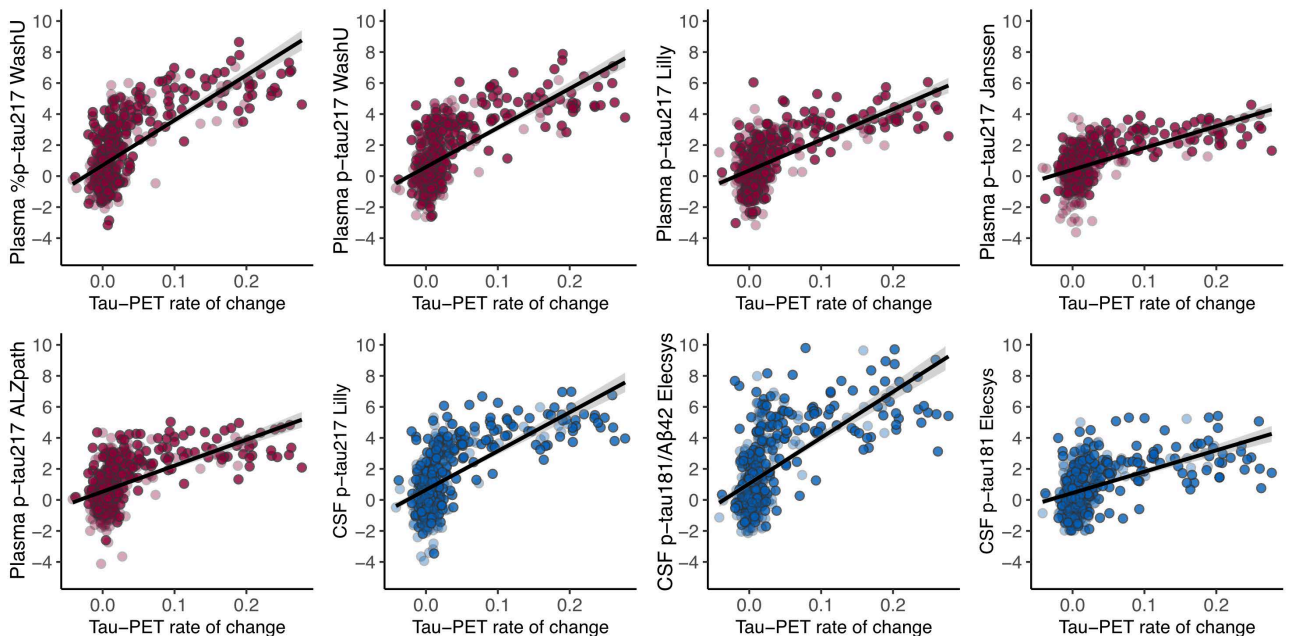 Plasma %p−tau217 WashU
10
8
6
4
2
0
−2
−4
0.0 0.1 0.2
Tau−PET rate of change
Plasma p−tau217 WashU
10
8
6
4
2
0
−2
−4
0.0 0.1 0.2
Tau−PET rate of change
Plasma p−tau217 Lilly
10
8
6
4
2
0
−2
−4
0.0 0.1 0.2
Tau−PET rate of change
Plasma p−tau217 Janssen
10
8
6
4
2
0
−2
−4
0.0 0.1 0.2
Tau−PET rate of change
Plasma p−tau217 ALZpath
10
8
6
4
2
0
−2
−4
0.0 0.1 0.2
Tau−PET rate of change
CSF p−tau217 Lilly
10
8
6
4
2
0
−2
−4
0.0 0.1 0.2
Tau−PET rate of change
CSF p−tau181/Aβ42 Elecsys
10
8
6
4
2
0
−2
−4
0.0 0.1 0.2
Tau−PET rate of change
CSF p−tau181 Elecsys
10
8
6
4
2
0
−2
−4
0.0 0.1 0.2
Tau−PET rate of change